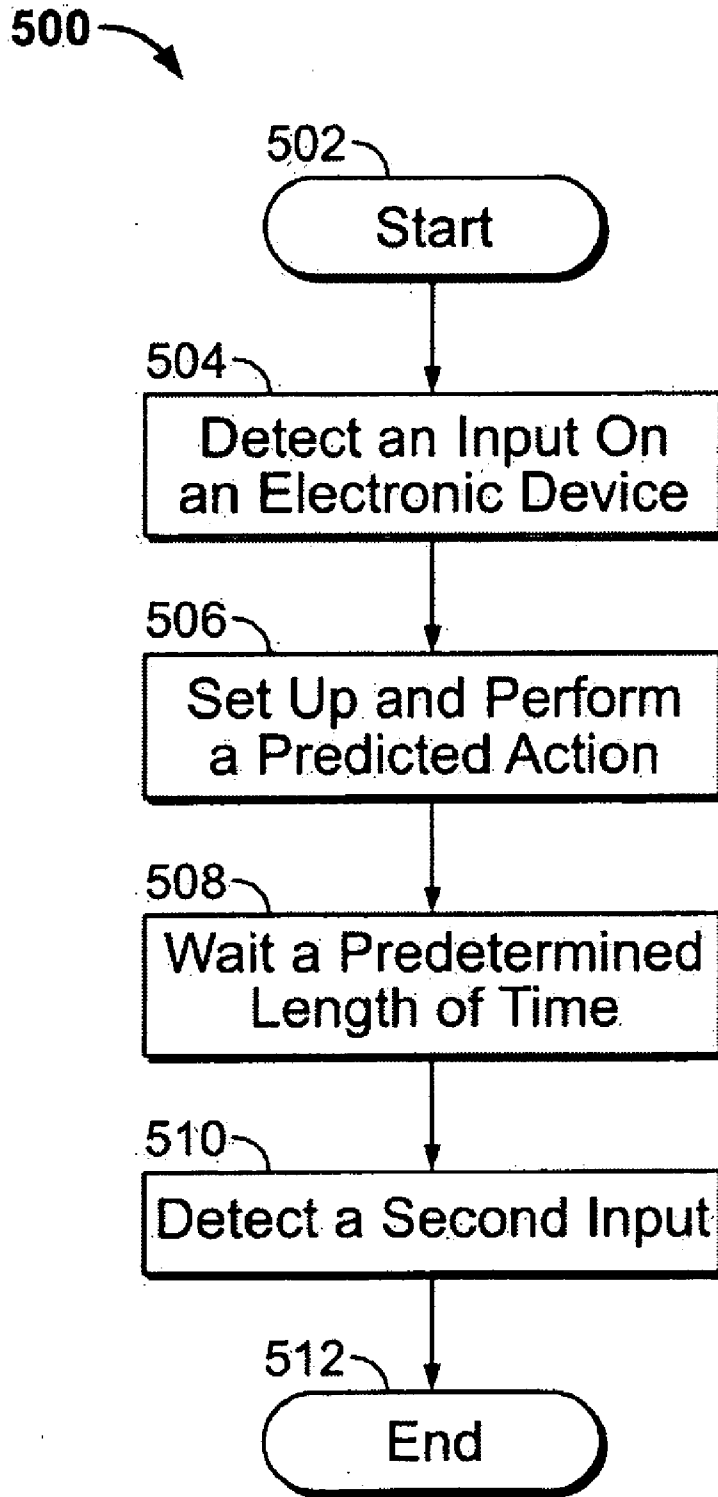 500
502
Start
504
Detect an Input On
an Electronic Device
506
Set Up and Perform
a Predicted Action
508
Wait a Predetermined
Length of Time
510
Detect a Second Input
512
End